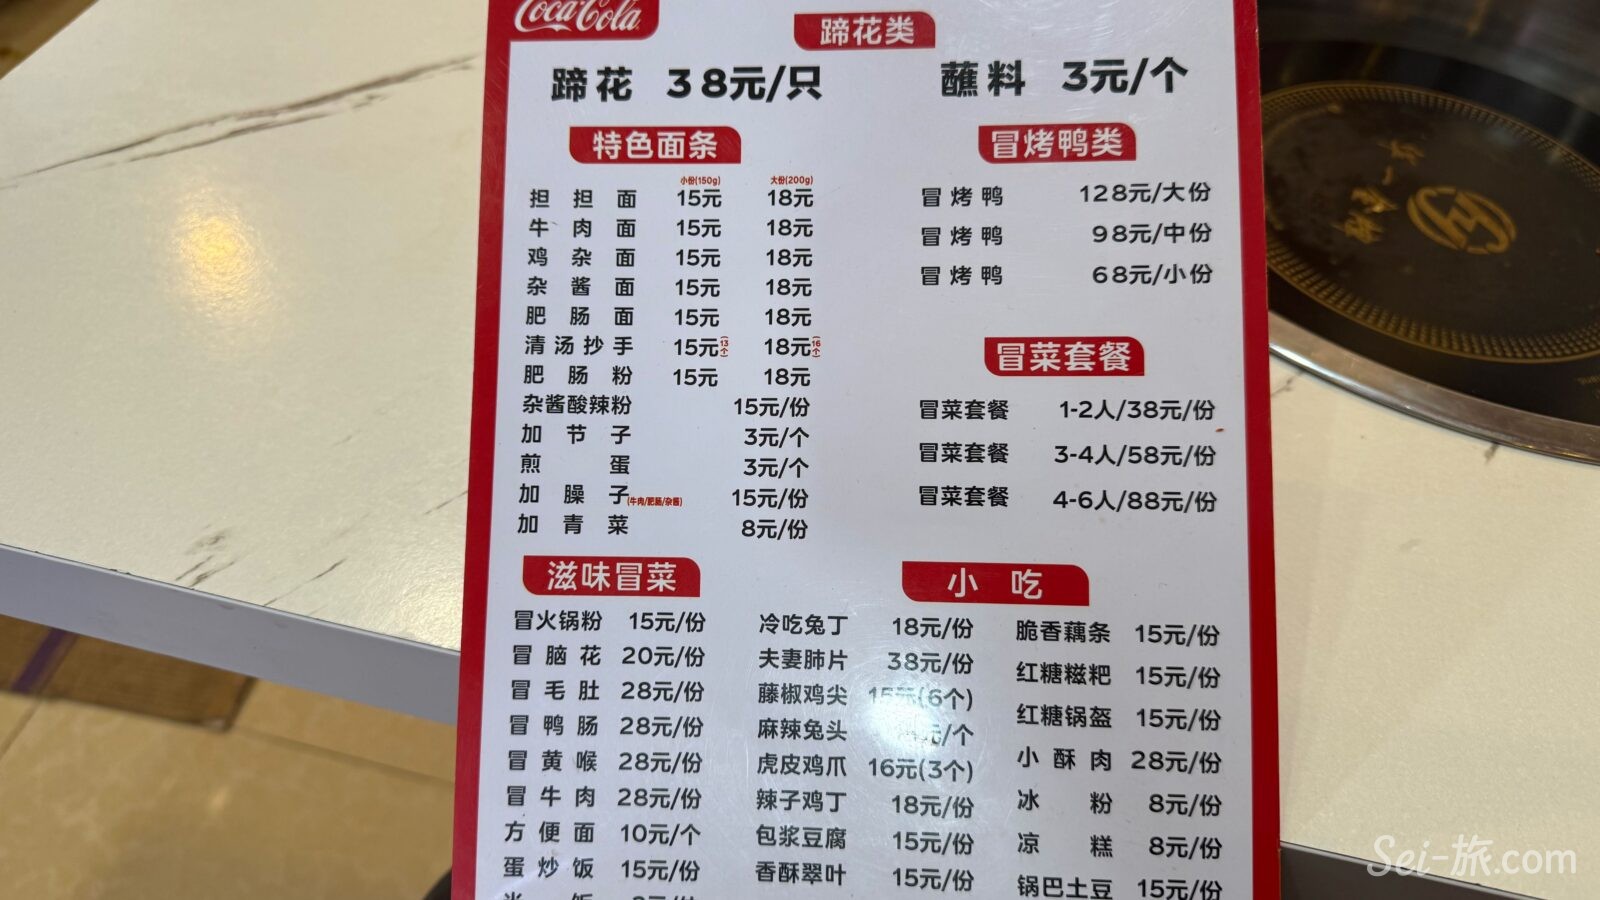 Coca-Cola
蹄花类
蹄花 38元/只 蘸料 3元/个
特色面条
小份(150g) 大份(200g)
担担面 15元 18元
牛肉面 15元 18元
鸡杂面 15元 18元
杂酱面 15元 18元
肥肠面 15元 18元
清汤抄手 15元(13个) 18元(16个)
肥肠粉 15元 18元
杂酱酸辣粉 15元/份
加节子 3元/个
煎蛋 3元/个
加臊子(牛肉/肥肠/杂酱) 15元/份
加青菜 8元/份
冒烤鸭类
冒烤鸭 128元/大份
冒烤鸭 98元/中份
冒烤鸭 68元/小份
冒菜套餐
冒菜套餐 1-2人/38元/份
冒菜套餐 3-4人/58元/份
冒菜套餐 4-6人/88元/份
滋味冒菜
冒火锅粉 15元/份
冒脑花 20元/份
冒毛肚 28元/份
冒鸭肠 28元/份
冒黄喉 28元/份
冒牛肉 28元/份
方便面 10元/个
蛋炒饭 15元/份
小吃
冷吃兔丁 18元/份
夫妻肺片 38元/份
藤椒鸡尖 15元(6个)
麻辣兔头 元/个
虎皮鸡爪 16元(3个)
辣子鸡丁 18元/份
包浆豆腐 15元/份
香酥翠叶 15元/份
脆香藕条 15元/份
红糖糍粑 15元/份
红糖锅盔 15元/份
小酥肉 28元/份
冰粉 8元/份
凉糕 8元/份
锅巴土豆 15元/份
Sei-旅.com